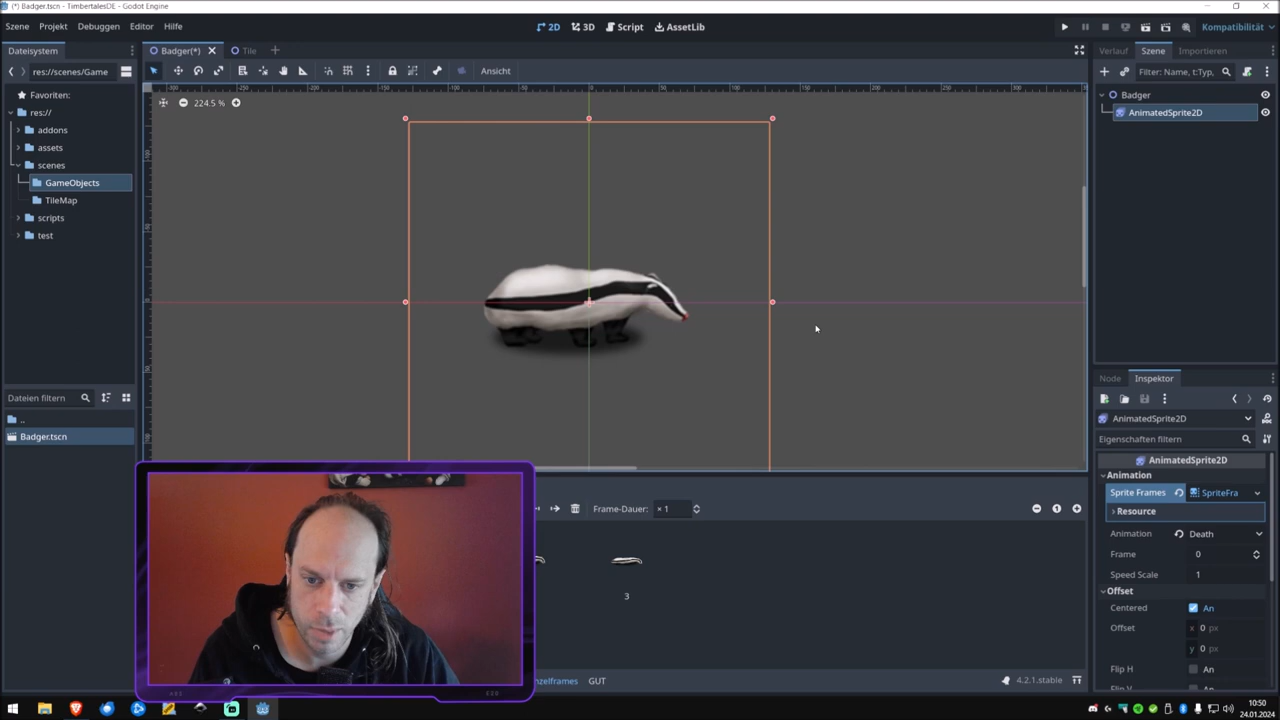 (*) Badger.tscn - TimbertalesDE - Godot Engine
Szene Projekt Debuggen Editor Hilfe
2D 3D Script AssetLib
Kompatibilität
Dateisystem
Badger(*) Tile
Verlauf Szene Importieren
res://scenes/Game
Ansicht
Filter: Name, t:Typ,
Favoriten:
res://
addons
assets
scenes
GameObjects
TileMap
scripts
test
224.5 %
Badger
AnimatedSprite2D
Node Inspektor
Dateien filtern
..
Badger.tscn
AnimatedSprite2D
Eigenschaften filtern
AnimatedSprite2D
Animation
Sprite Frames SpriteFra
Resource
Animation Death
Frame 0
Speed Scale 1
Offset
Centered An
Offset x 0 px
y 0 px
Flip H An
Frame-Dauer: × 1
3
GUT
4.2.1.stable
10:50
24.01.2024